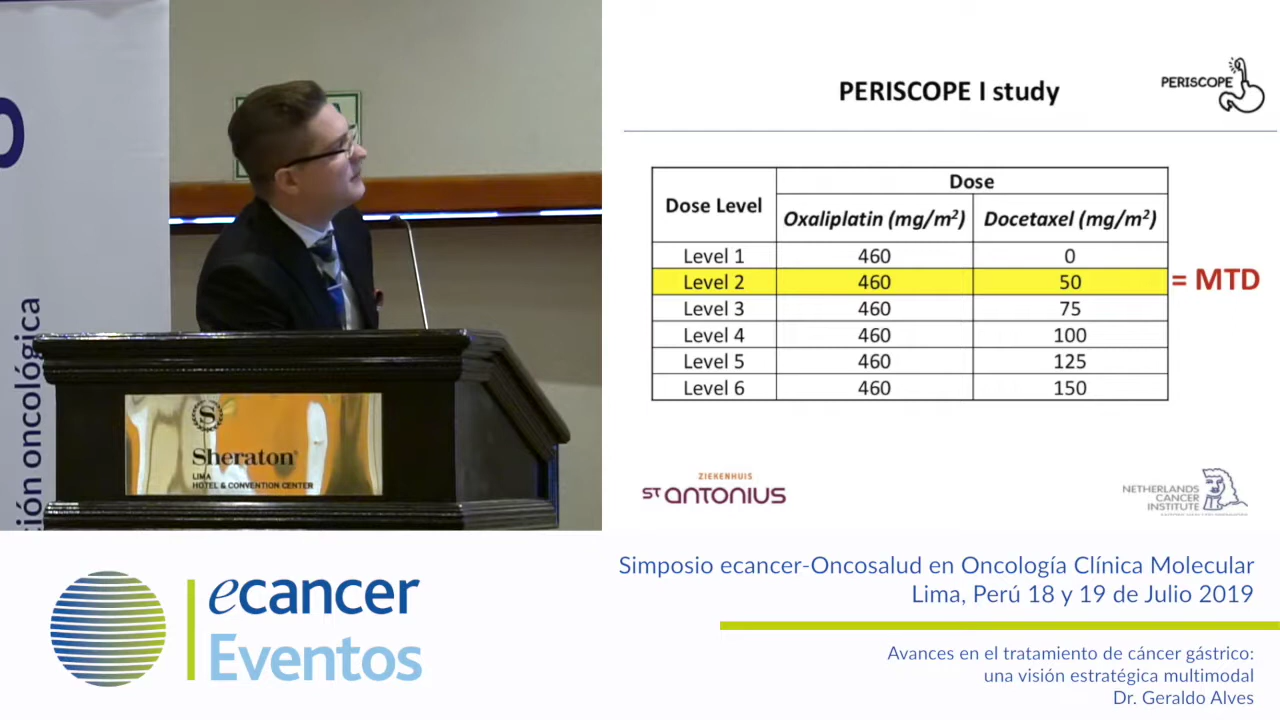 ción oncológica
Sheraton
LIMA
HOTEL & CONVENTION CENTER
PERISCOPE I study
PERISCOPE
Dose Level
Dose
Oxaliplatin (mg/m²) Docetaxel (mg/m²)
Level 1 460 0
Level 2 460 50 = MTD
Level 3 460 75
Level 4 460 100
Level 5 460 125
Level 6 460 150
ZIEKENHUIS
ST ANTONIUS
NETHERLANDS
CANCER
INSTITUTE
ecancer
Eventos
Simposio ecancer-Oncosalud en Oncología Clínica Molecular
Lima, Perú 18 y 19 de Julio 2019
Avances en el tratamiento de cáncer gástrico:
una visión estratégica multimodal
Dr. Geraldo Alves